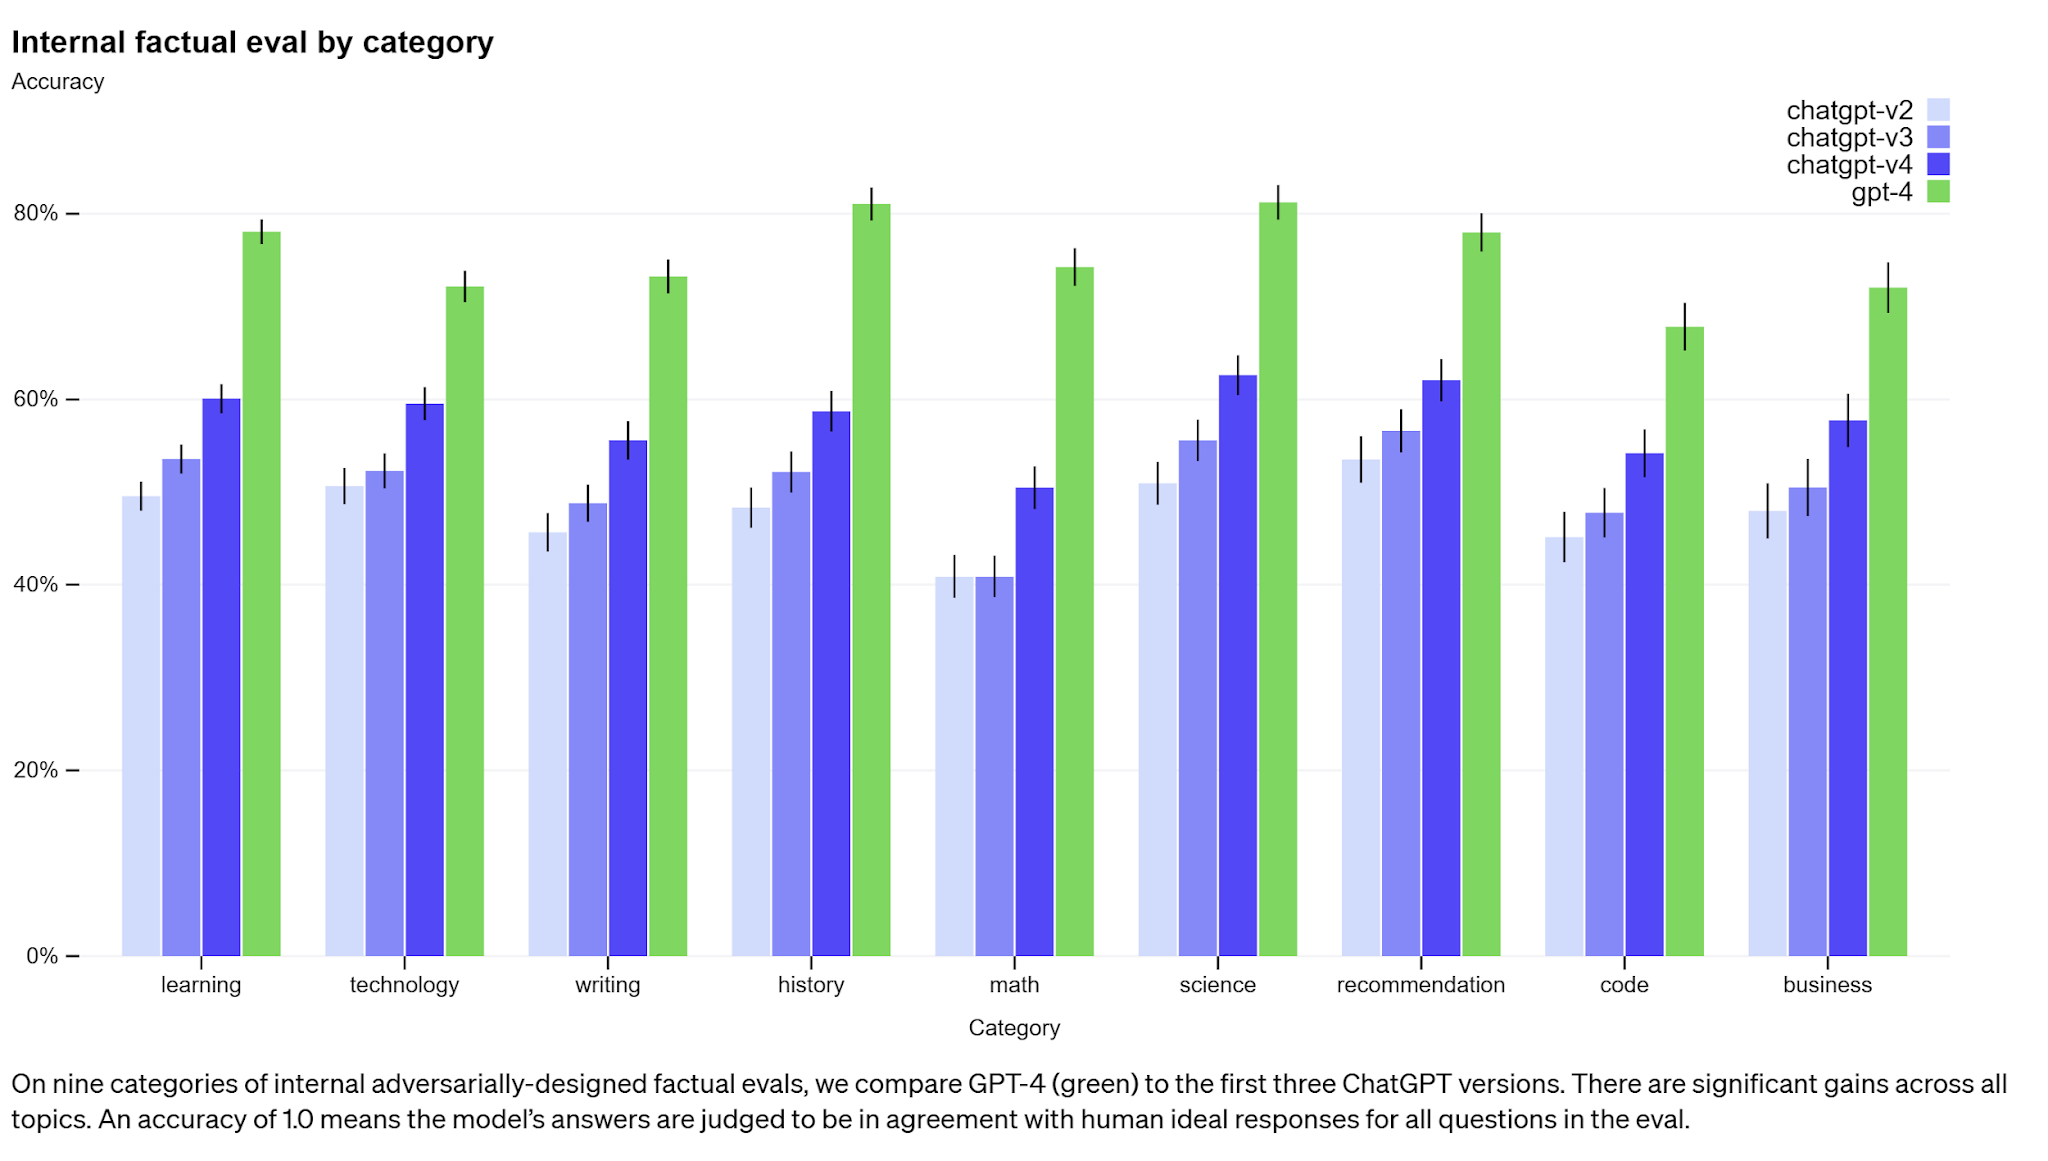 Internal factual eval by category
Accuracy
chatgpt-v2
chatgpt-v3
chatgpt-v4
gpt-4
80%
60%
40%
20%
0%
learning technology writing history math science recommendation code business
Category
On nine categories of internal adversarially-designed factual evals, we compare GPT-4 (green) to the first three ChatGPT versions. There are significant gains across all
topics. An accuracy of 1.0 means the model’s answers are judged to be in agreement with human ideal responses for all questions in the eval.